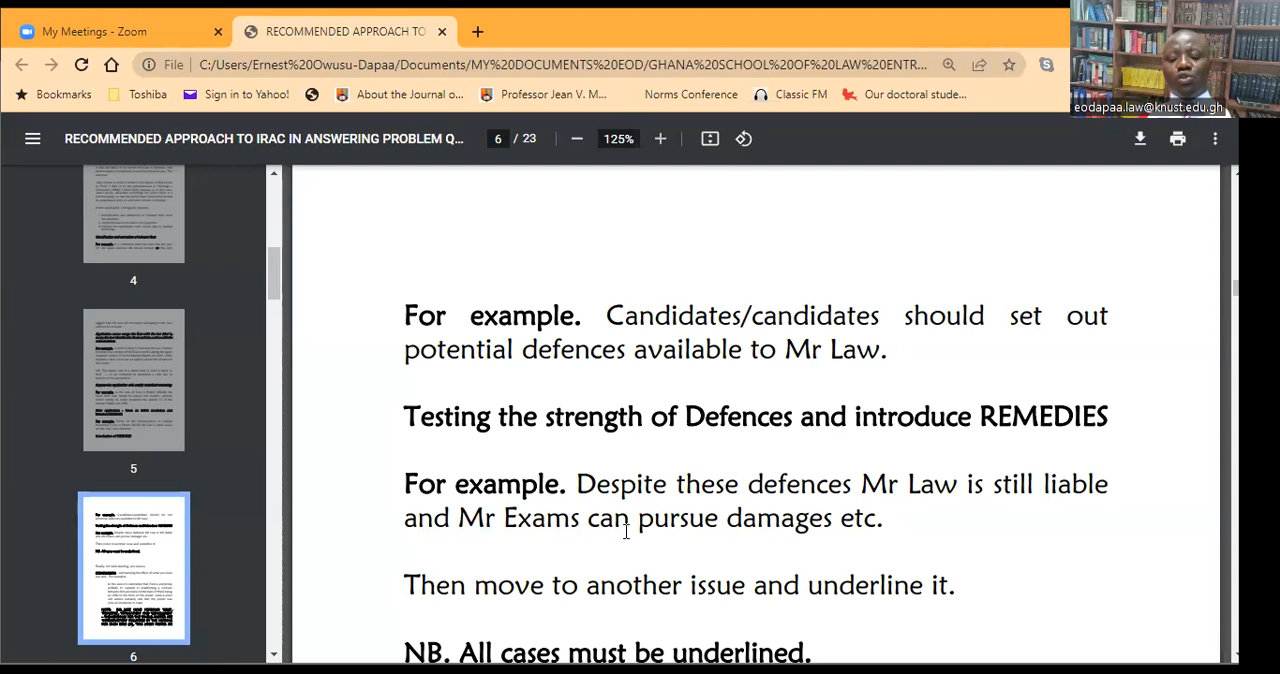 My Meetings - Zoom
RECOMMENDED APPROACH TO
File C:/Users/Ernest%20Owusu-Dapaa/Documents/MY%20DOCUMENTS%20EOD/GHANA%20SCHOOL%20OF%20LAW%20ENTR...
Bookmarks Toshiba Sign in to Yahoo! About the Journal o... Professor Jean V. M... Norms Conference Classic FM Our doctoral stude...
eodapaa.law@knust.edu.gh
RECOMMENDED APPROACH TO IRAC IN ANSWERING PROBLEM Q... 6 / 23 125%
4
5
6
For example. Candidates/candidates should set out
potential defences available to Mr Law.
Testing the strength of Defences and introduce REMEDIES
For example. Despite these defences Mr Law is still liable
and Mr Exams can pursue damages etc.
Then move to another issue and underline it.
NB. All cases must be underlined.